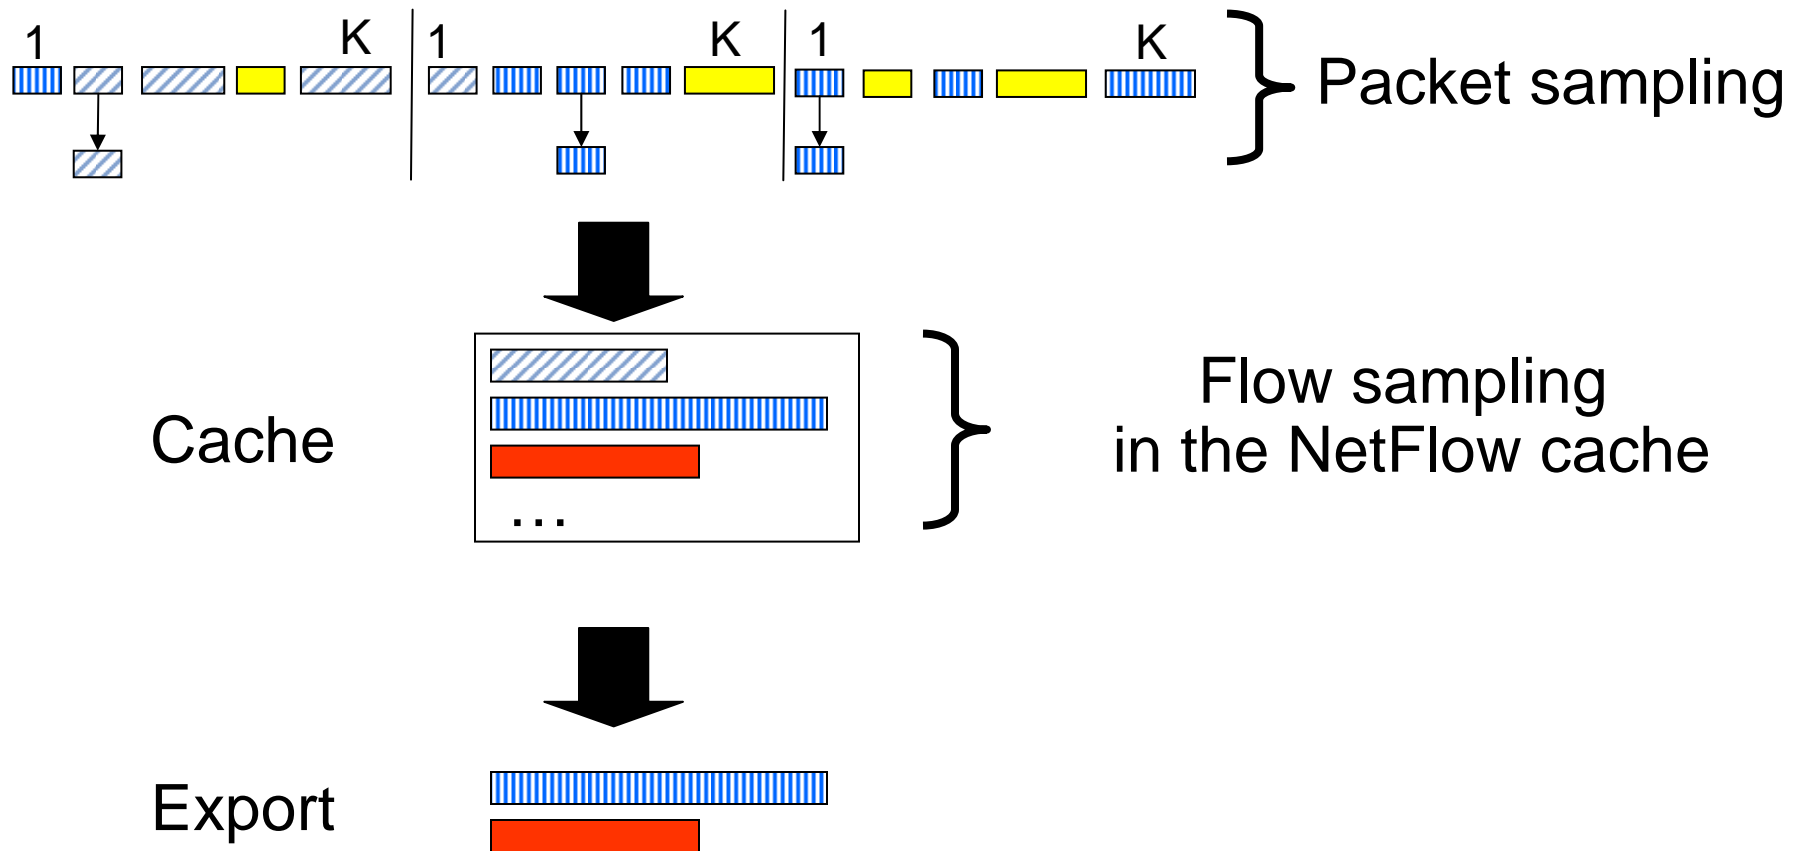 1 K 1 K 1 K
Packet sampling
Cache
Flow sampling
in the NetFlow cache
…
Export